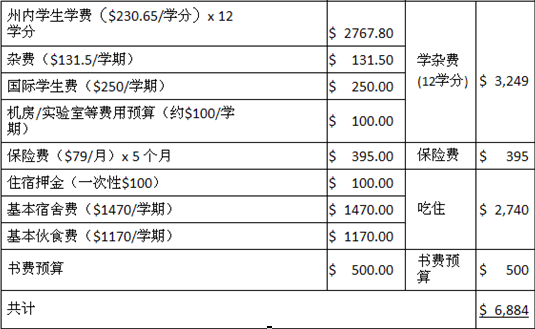 州内学生学费（$230.65/学分）x 12
学分
$ 2767.80
杂费（$131.5/学期）
$ 131.50
国际学生费（$250/学期）
$ 250.00
机房/实验室等费用预算（约$100/学
期）
$ 100.00
学杂费
(12学分)
$ 3,249
保险费（$79/月）x 5 个月
$ 395.00
保险费
$ 395
住宿押金（一次性$100）
$ 100.00
基本宿舍费（$1470/学期）
$ 1470.00
基本伙食费（$1170/学期）
$ 1170.00
吃住
$ 2,740
书费预算
$ 500.00
书费预
算
$ 500
共计
$ 6,884